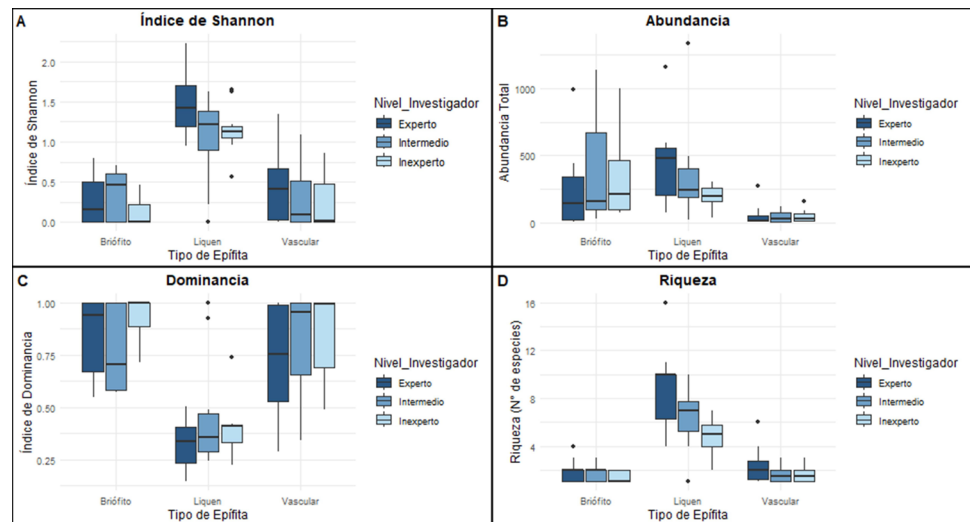 A
Índice de Shannon
Índice de Shannon
2.0
1.5
1.0
0.5
0.0
Briófito
Liquen
Vascular
Tipo de Epífita
Nivel_Investigador
Experto
Intermedio
Inexperto
B
Abundancia
Abundancia Total
1000
500
0
Briófito
Liquen
Vascular
Tipo de Epífita
Nivel_Investigador
Experto
Intermedio
Inexperto
C
Dominancia
Índice de Dominancia
1.00
0.75
0.50
0.25
Briófito
Liquen
Vascular
Tipo de Epífita
Nivel_Investigador
Experto
Intermedio
Inexperto
D
Riqueza
Riqueza (N° de especies)
16
12
8
4
Briófito
Liquen
Vascular
Tipo de Epífita
Nivel_Investigador
Experto
Intermedio
Inexperto